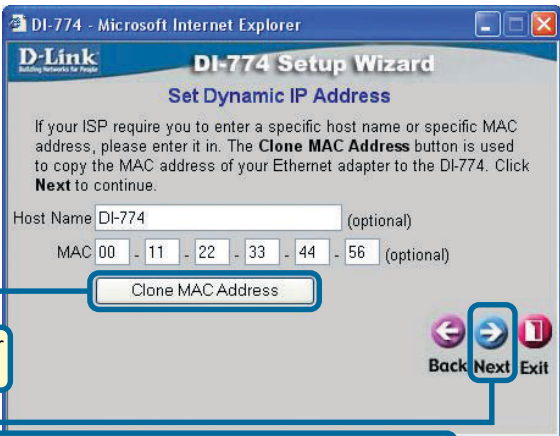 DI-774 - Microsoft Internet Explorer
D-Link
Building Networks for People
DI-774 Setup Wizard
Set Dynamic IP Address
If your ISP require you to enter a specific host name or specific MAC
address, please enter it in. The Clone MAC Address button is used
to copy the MAC address of your Ethernet adapter to the DI-774. Click
Next to continue.
Host Name DI-774 (optional)
MAC 00 - 11 - 22 - 33 - 44 - 56 (optional)
Clone MAC Address
Back Next Exit